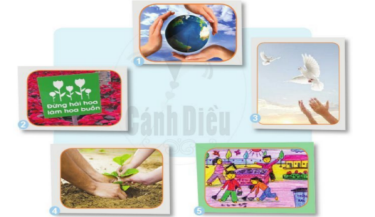 1
Đừng hái hoa
làm hoa buồn
2
3
Cánh Diều
4
5